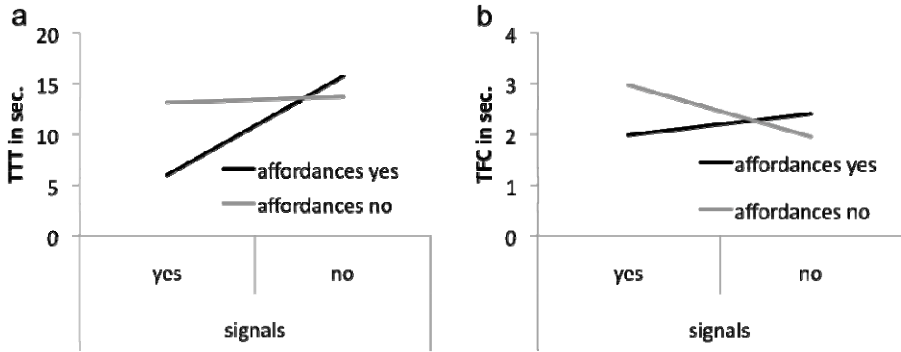 a
20
15
10
5
0
TTT in sec.
affordances yes
affordances no
yes
no
signals
b
4
3
2
1
0
TFC in sec.
affordances yes
affordances no
yes
no
signals